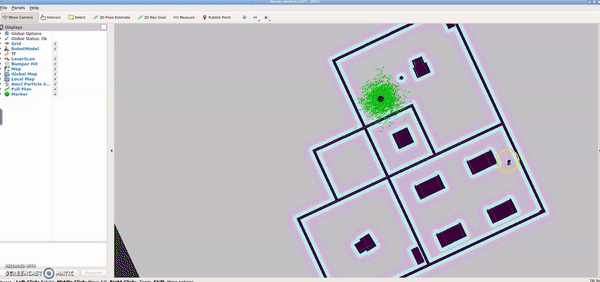 File Panels Help
Move Camera Interact Select 2D Pose Estimate 2D Nav Goal Measure Publish Point
Displays
Global Options
Global Status: Ok
Grid
RobotModel
TF
LaserScan
Bumper Hit
Map
Global Map
Local Map
Amcl Particle S...
Full Plan
Marker
RECORDED WITH
SCREENCAST MATIC